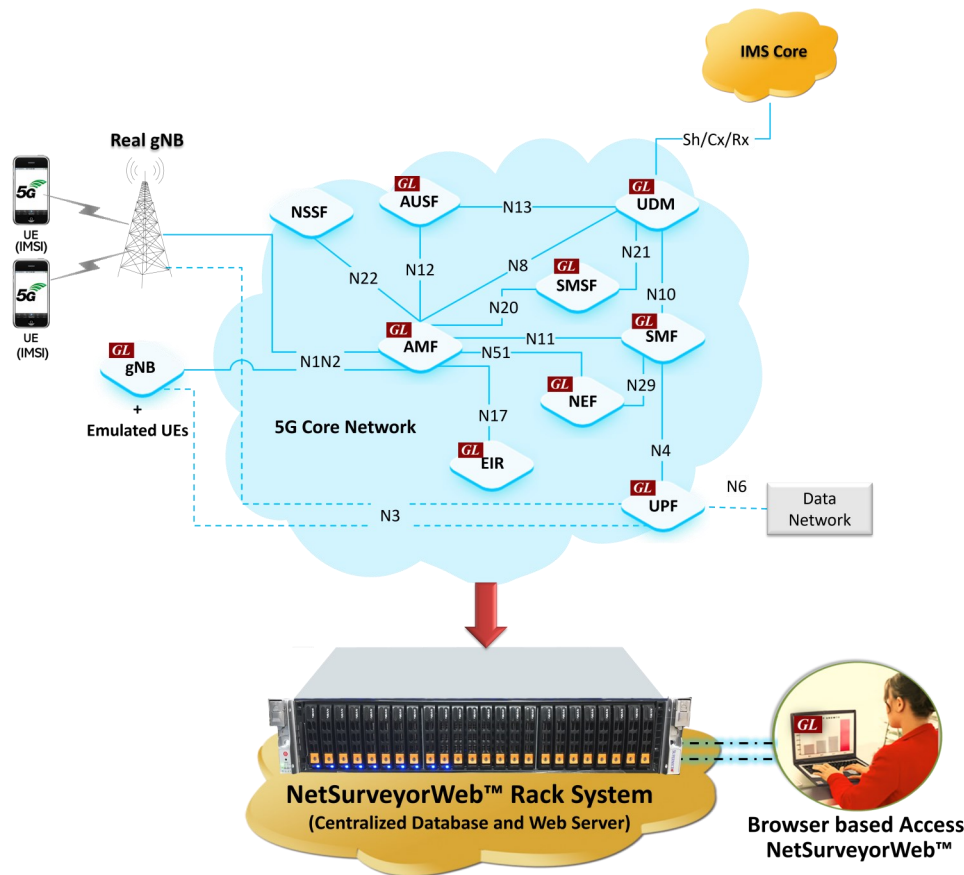 IMS Core
Sh/Cx/Rx
Real gNB
5G
UE
(IMSI)
5G
UE
(IMSI)
NSSF
GL
AUSF
N13
GL
UDM
N22
N12
N8
N21
GL
SMSF
N20
N10
GL
AMF
N11
GL
SMF
N51
GL
gNB
N1N2
GL
NEF
N29
+
Emulated UEs
5G Core Network
N17
GL
EIR
N4
GL
UPF
N6
Data
Network
N3
GL
NetSurveyorWeb™ Rack System
(Centralized Database and Web Server)
Browser based Access
NetSurveyorWeb™